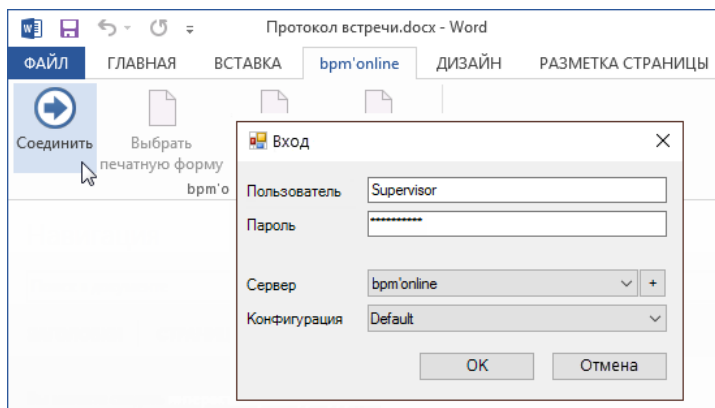 Протокол встречи.docx - Word
ФАЙЛ ГЛАВНАЯ ВСТАВКА bpm'online ДИЗАЙН РАЗМЕТКА СТРАНИЦЫ
Соединить
Выбрать
печатную форму
bpm'o
Вход
Пользователь Supervisor
Пароль **********
Сервер bpm'online +
Конфигурация Default
OK Отмена